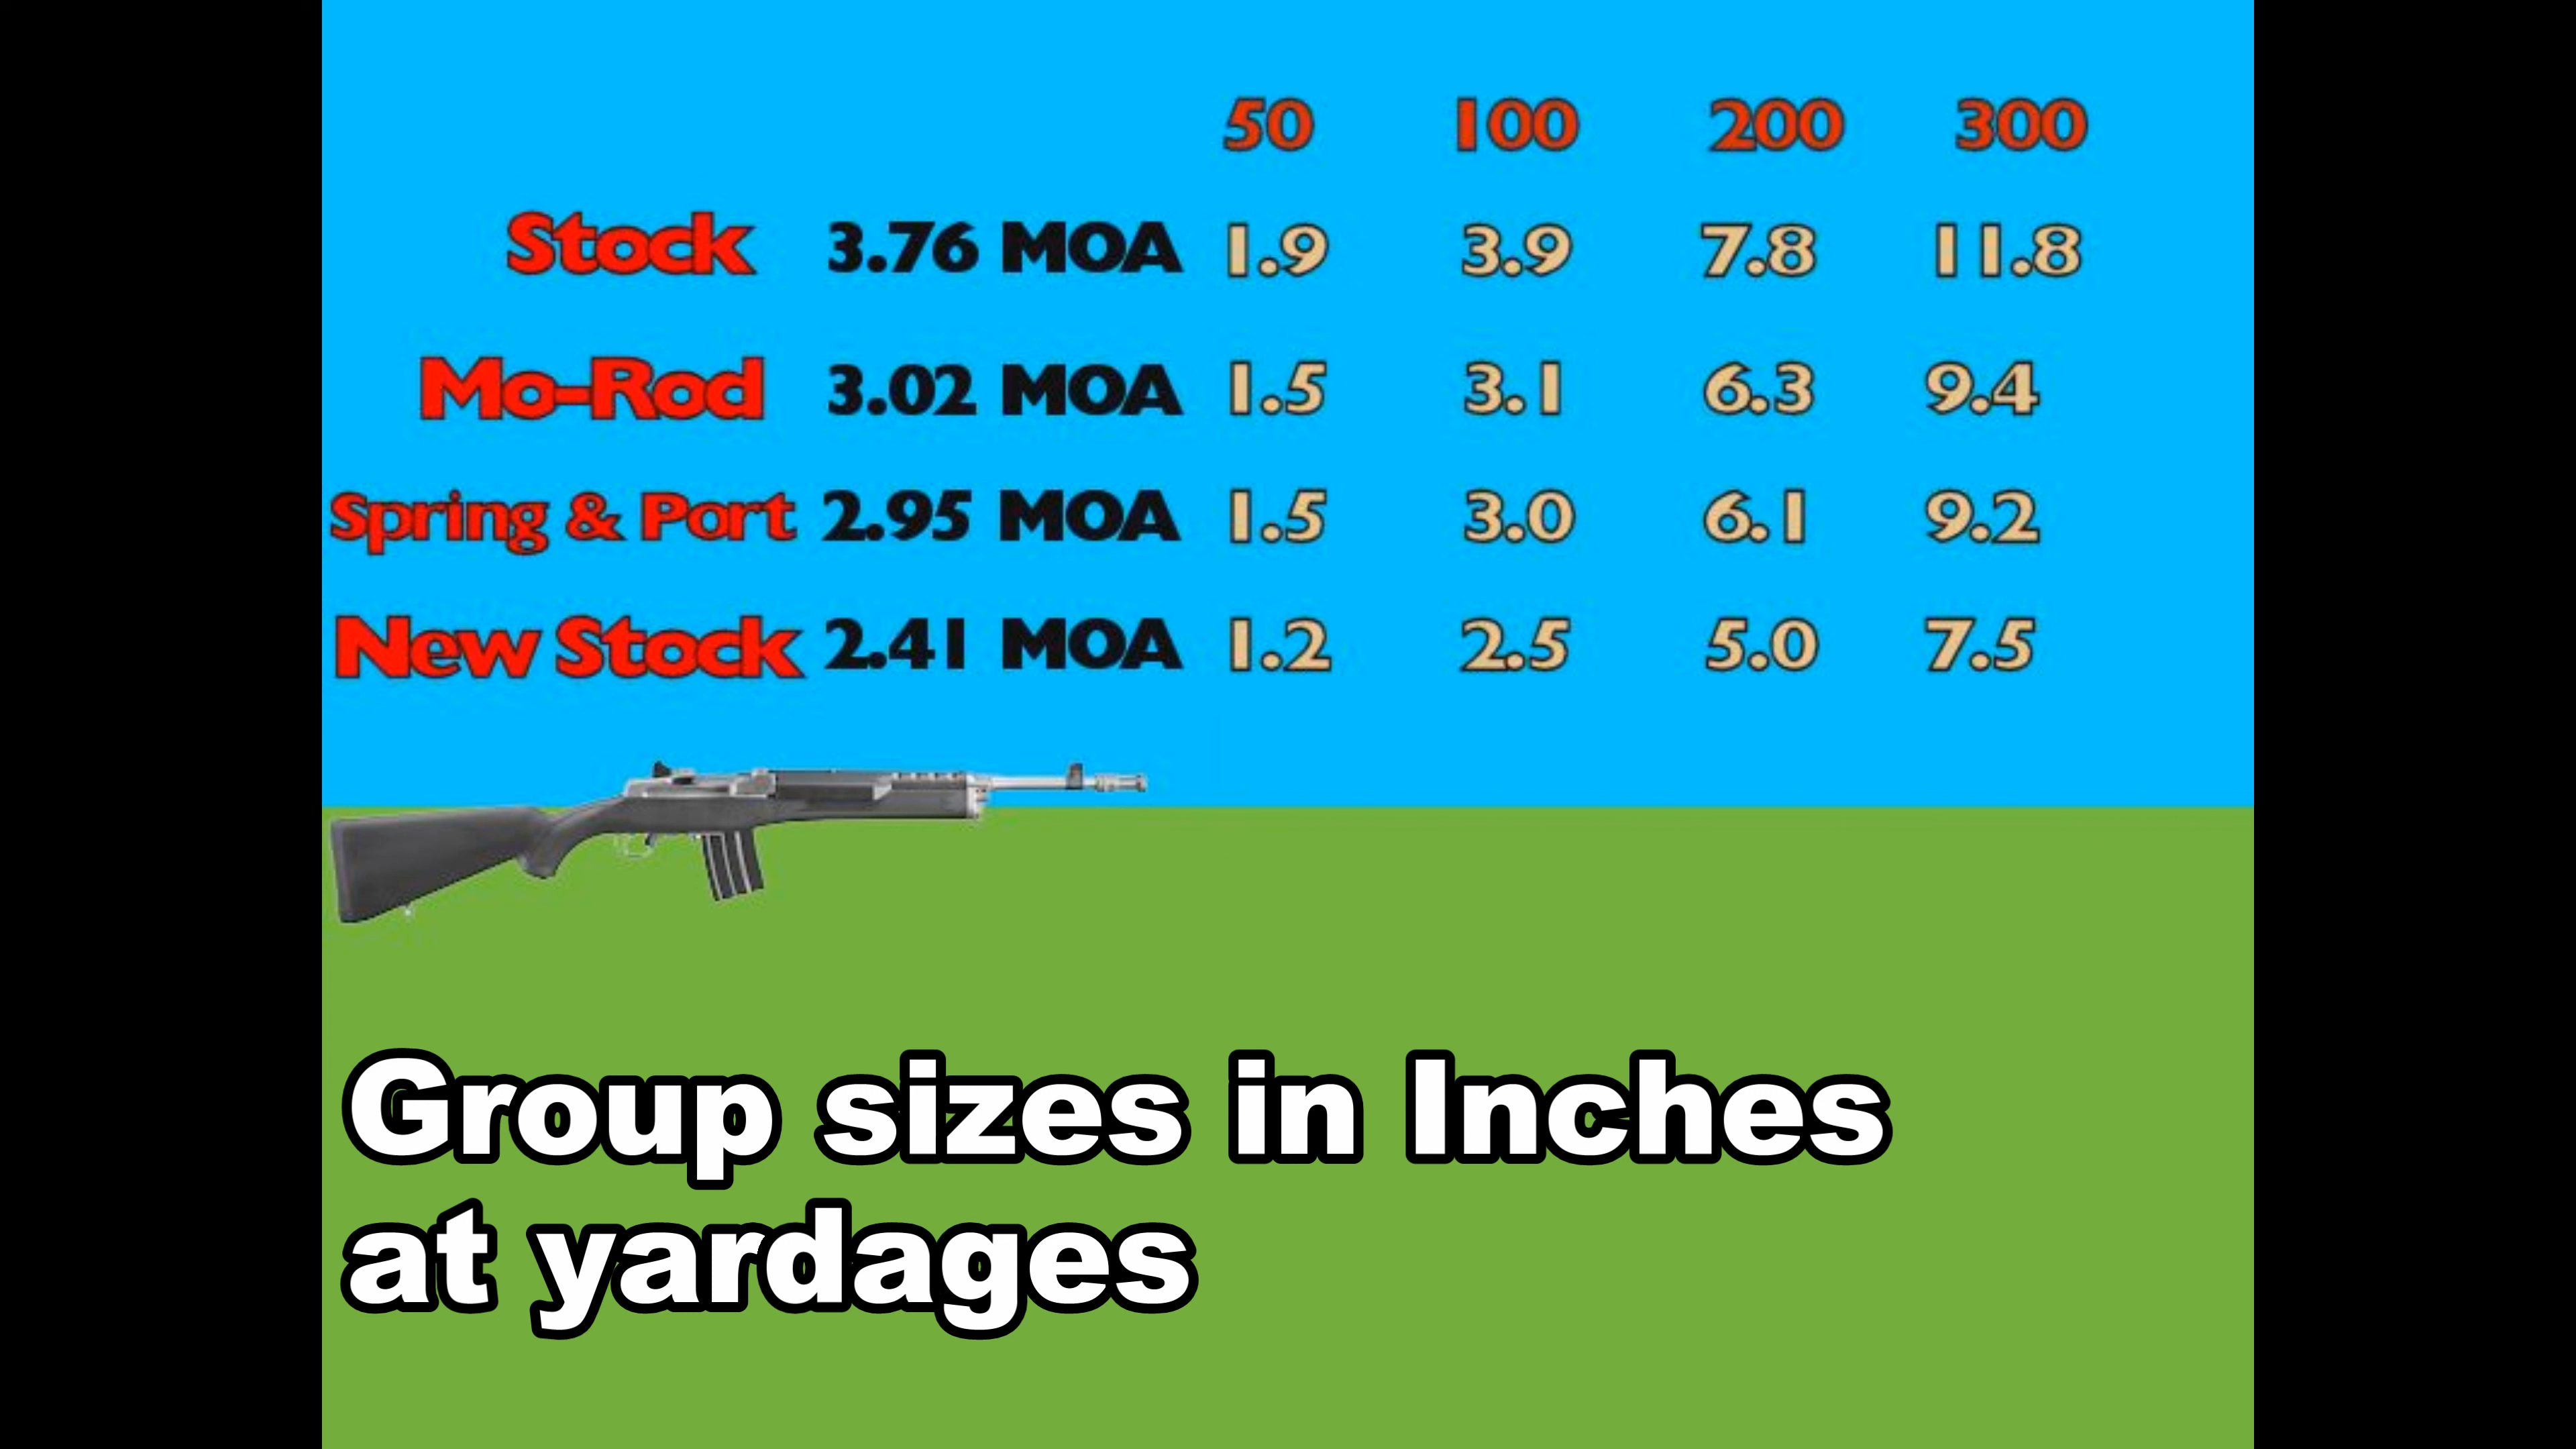 50 100 200 300
Stock 3.76 MOA 1.9 3.9 7.8 11.8
Mo-Rod 3.02 MOA 1.5 3.1 6.3 9.4
Spring & Port 2.95 MOA 1.5 3.0 6.1 9.2
New Stock 2.41 MOA 1.2 2.5 5.0 7.5
Group sizes in Inches
at yardages